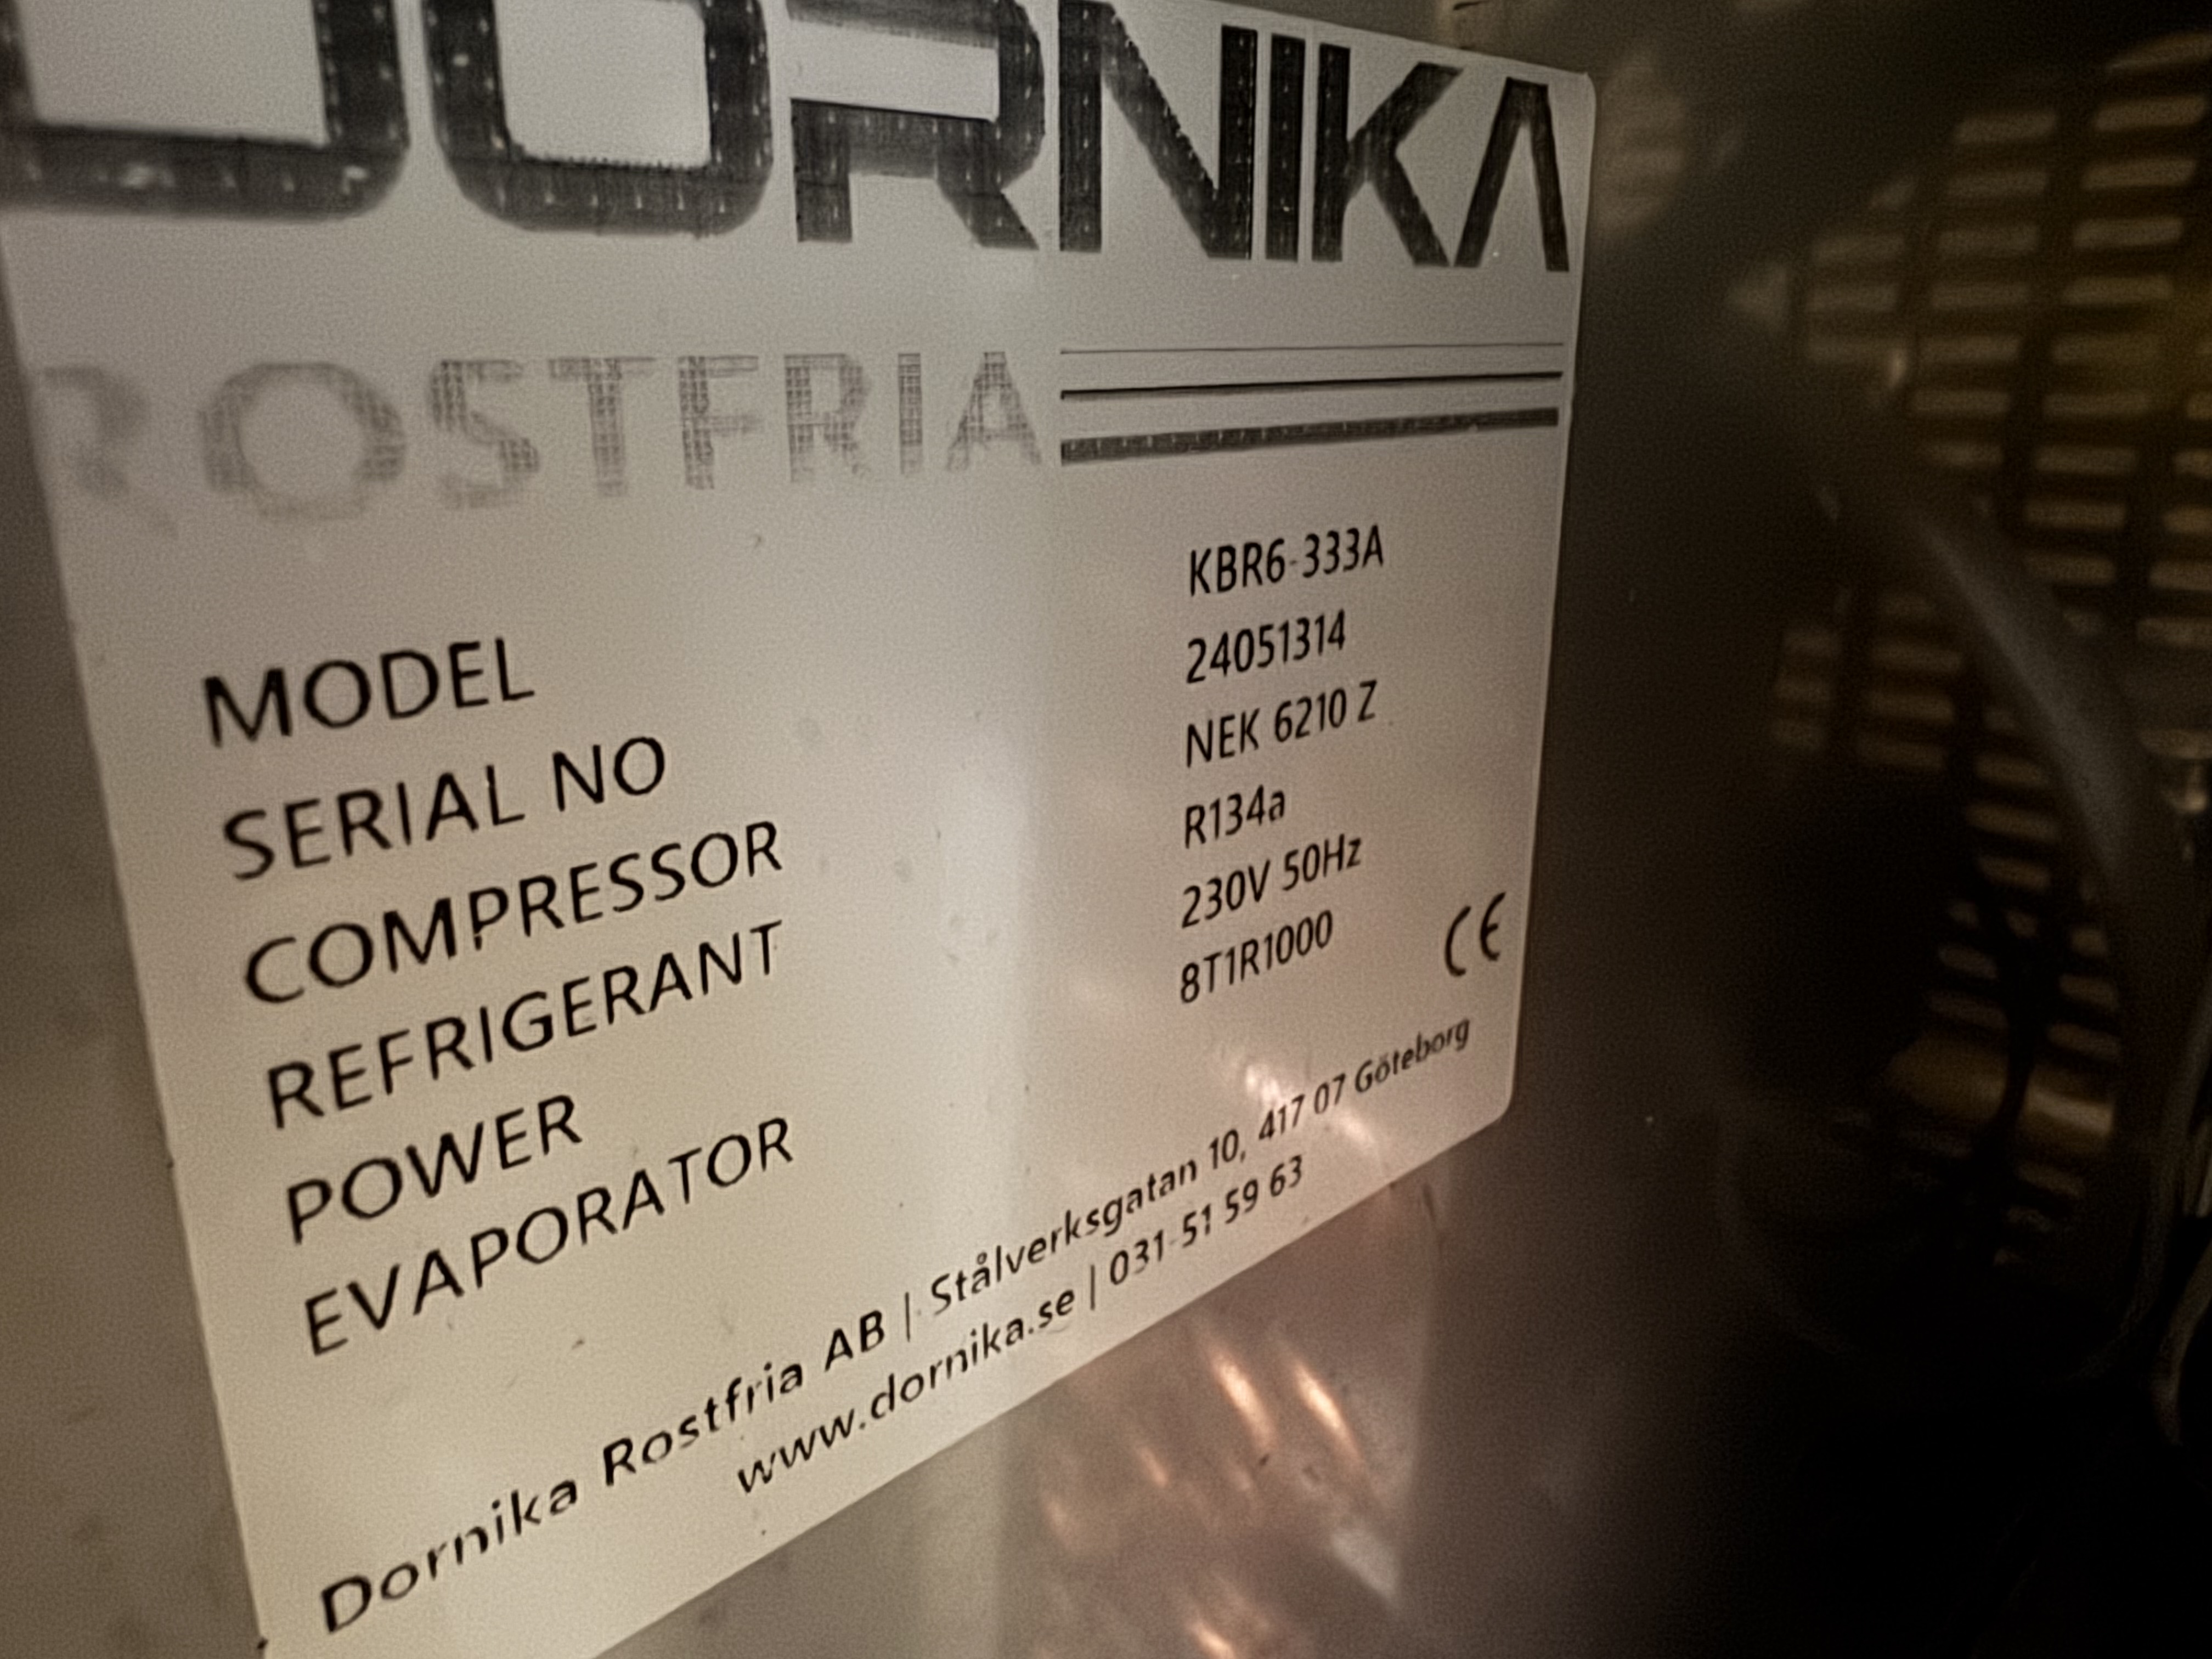 DORNIKA
ROSTFRIA
MODEL KBR6-333A
SERIAL NO 24051314
COMPRESSOR NEK 6210 Z
REFRIGERANT R134a
POWER 230V 50Hz
EVAPORATOR 8T1R1000
CE
Dornika Rostfria AB | Stålverksgatan 10, 417 07 Göteborg
www.dornika.se | 031-51 59 63